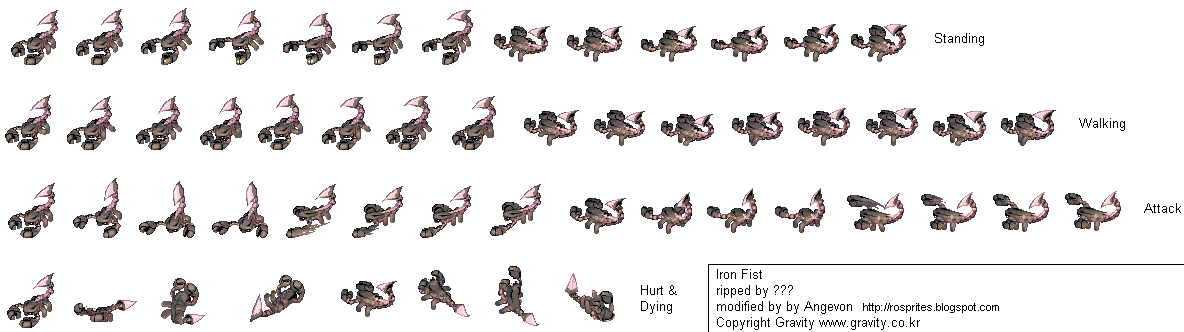 Standing
Walking
Attack
Hurt &
Dying
Iron Fist
ripped by ???
modified by by Angevon http://rosprites.blogspot.com
Copyright Gravity www.gravity.co.kr